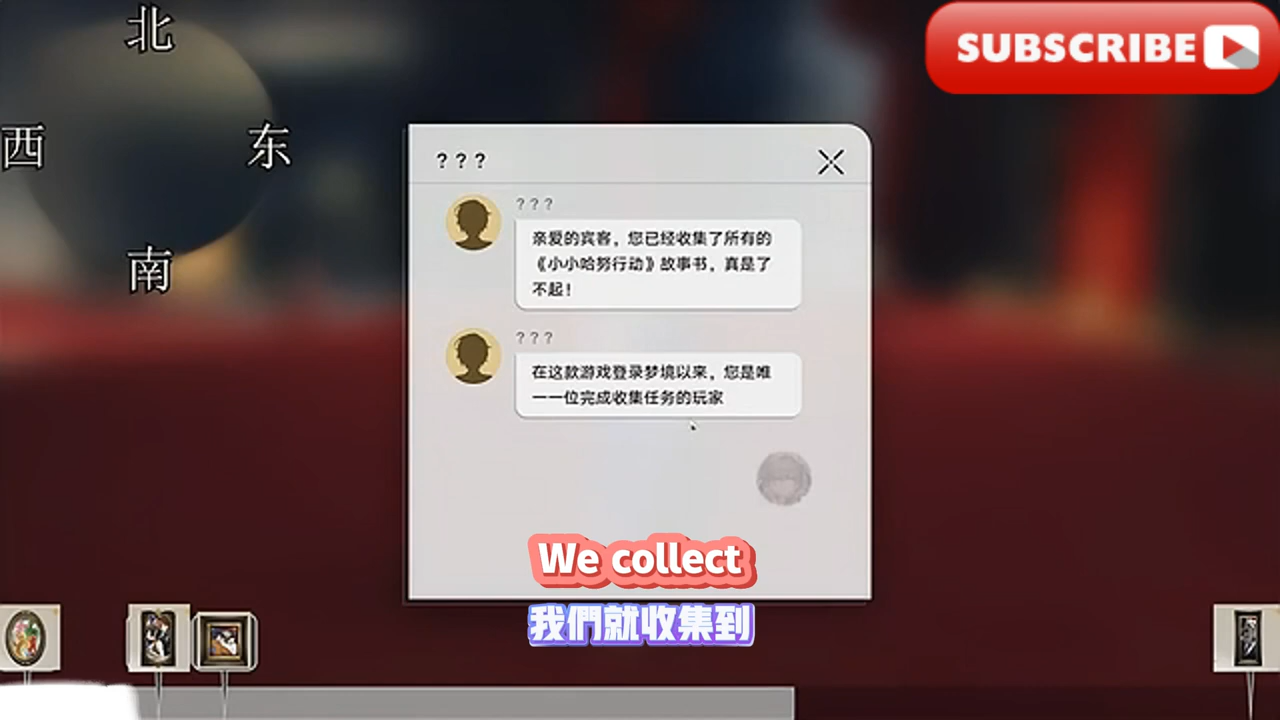 北
SUBSCRIBE
西
东
南
？？？
？？？
亲爱的宾客，您已经收集了所有的
《小小哈努行动》故事书，真是了
不起！
？？？
在这款游戏登录梦境以来，您是唯
一一位完成收集任务的玩家
We collect
我們就收集到